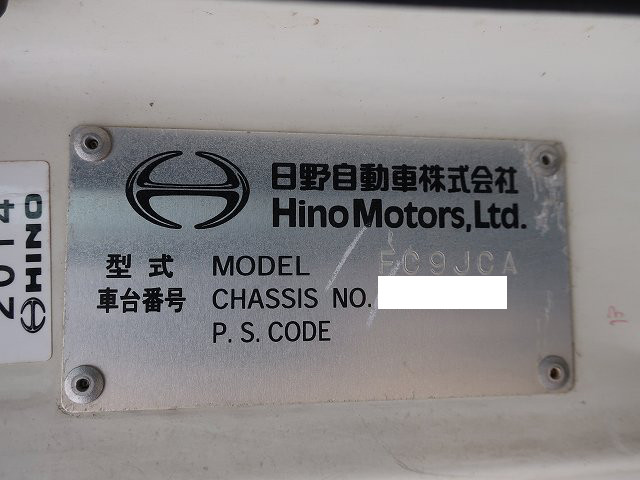 日野自動車株式会社
Hino Motors, Ltd.
型式 MODEL FC9JCA
車台番号 CHASSIS NO.
P.S.CODE
2014
HINO